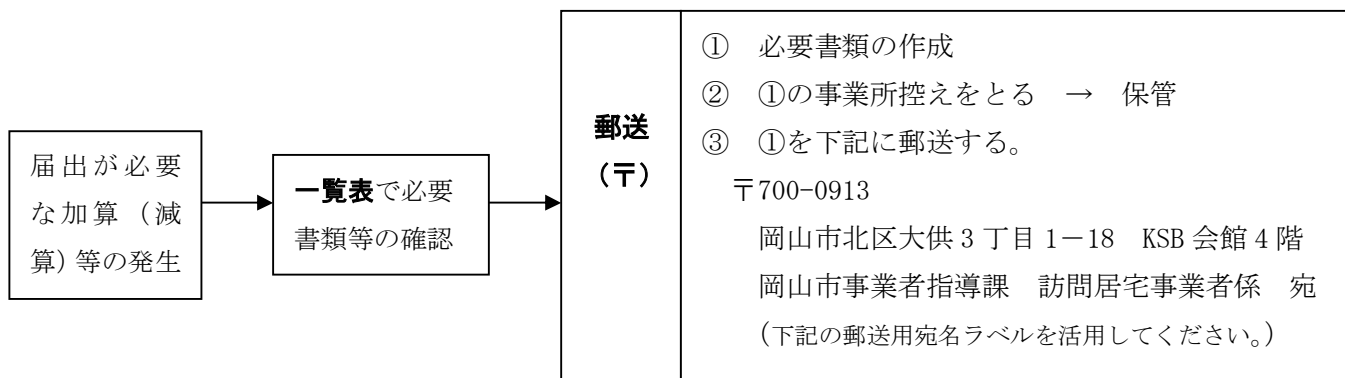 届出が必要
な加算（減
算）等の発生
一覧表で必要
書類等の確認
郵送
（〒）
① 必要書類の作成
② ①の事業所控えをとる → 保管
③ ①を下記に郵送する。
〒700-0913
岡山市北区大供３丁目１－18 KSB 会館４階
岡山市事業者指導課 訪問居宅事業者係 宛
（下記の郵送用宛名ラベルを活用してください。）